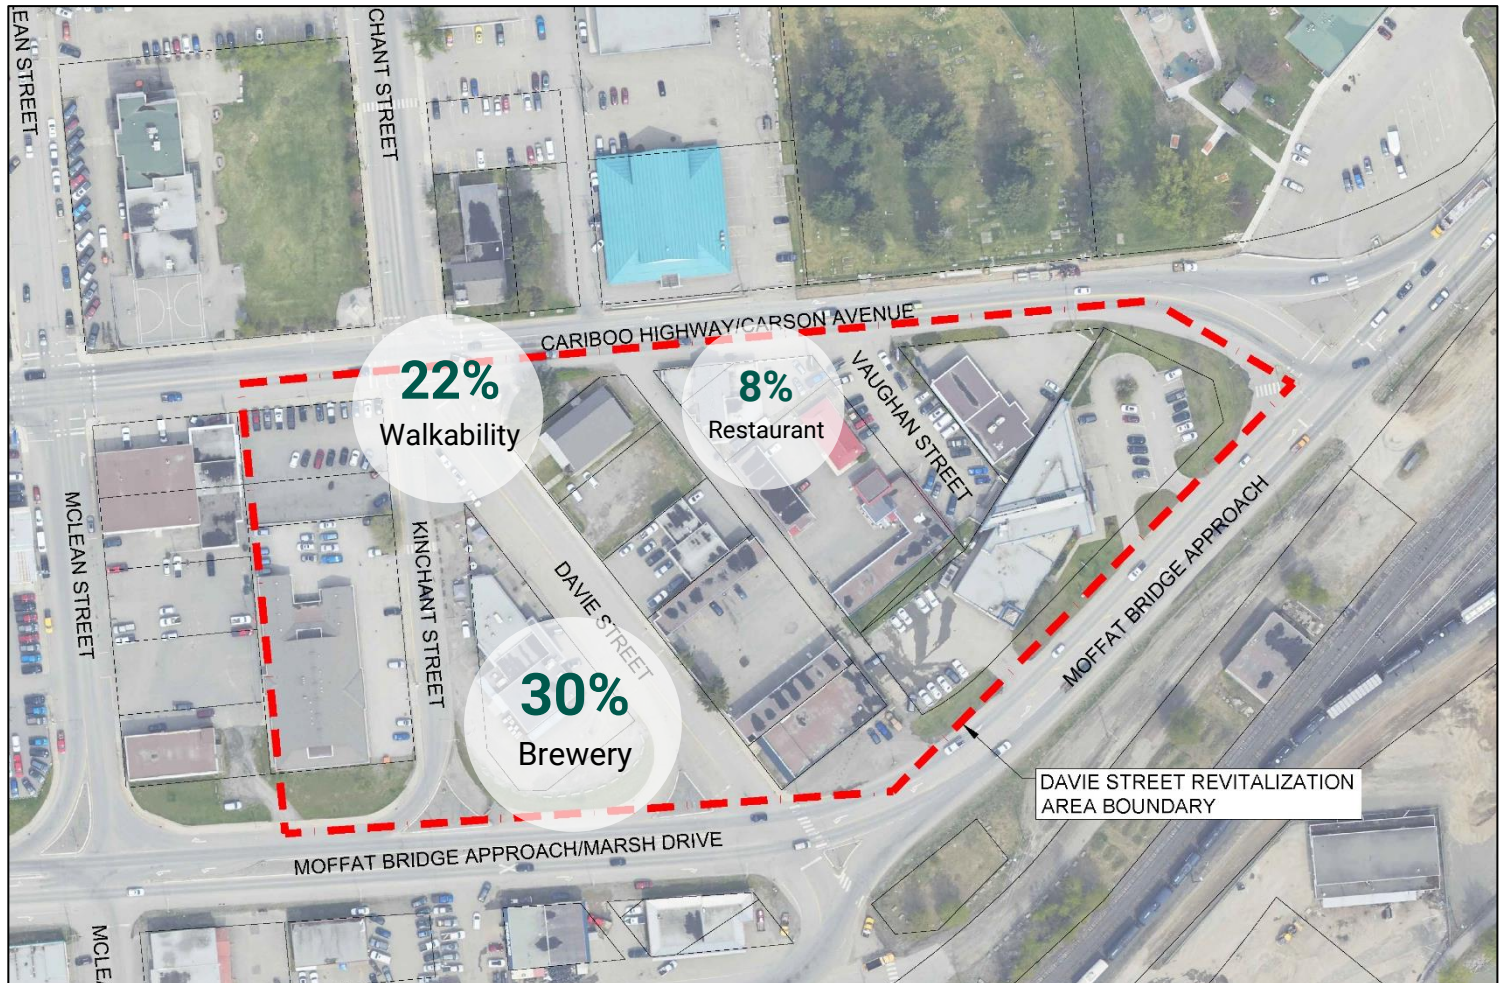 EAN STREET
CHANT STREET
CARIBOO HIGHWAY/CARSON AVENUE
22%
Walkability
8%
Restaurant
VAUGHAN STREET
MCLEAN STREET
KINCHANT STREET
DAVIE STREET
MOFFAT BRIDGE APPROACH
30%
Brewery
DAVIE STREET REVITALIZATION
AREA BOUNDARY
MOFFAT BRIDGE APPROACH/MARSH DRIVE
MCLEA